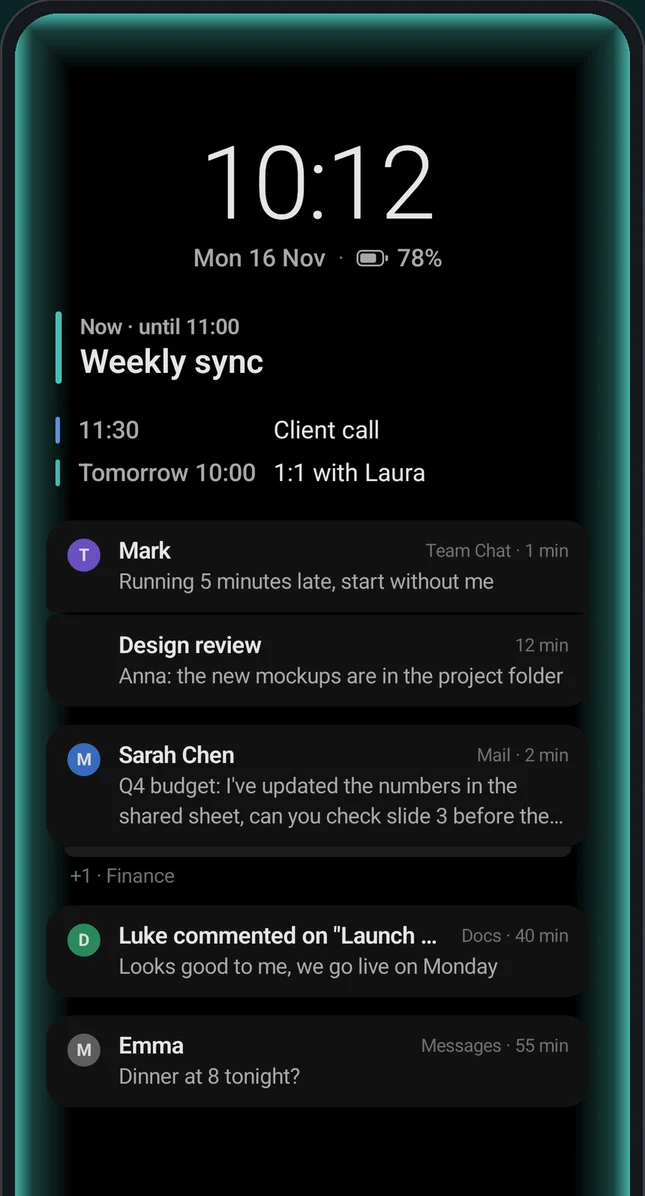 10:12
Mon 16 Nov · 78%
Now · until 11:00
Weekly sync
11:30 Client call
Tomorrow 10:00 1:1 with Laura
T Mark Team Chat · 1 min
Running 5 minutes late, start without me
Design review 12 min
Anna: the new mockups are in the project folder
M Sarah Chen Mail · 2 min
Q4 budget: I've updated the numbers in the
shared sheet, can you check slide 3 before the…
+1 · Finance
D Luke commented on "Launch … Docs · 40 min
Looks good to me, we go live on Monday
M Emma Messages · 55 min
Dinner at 8 tonight?